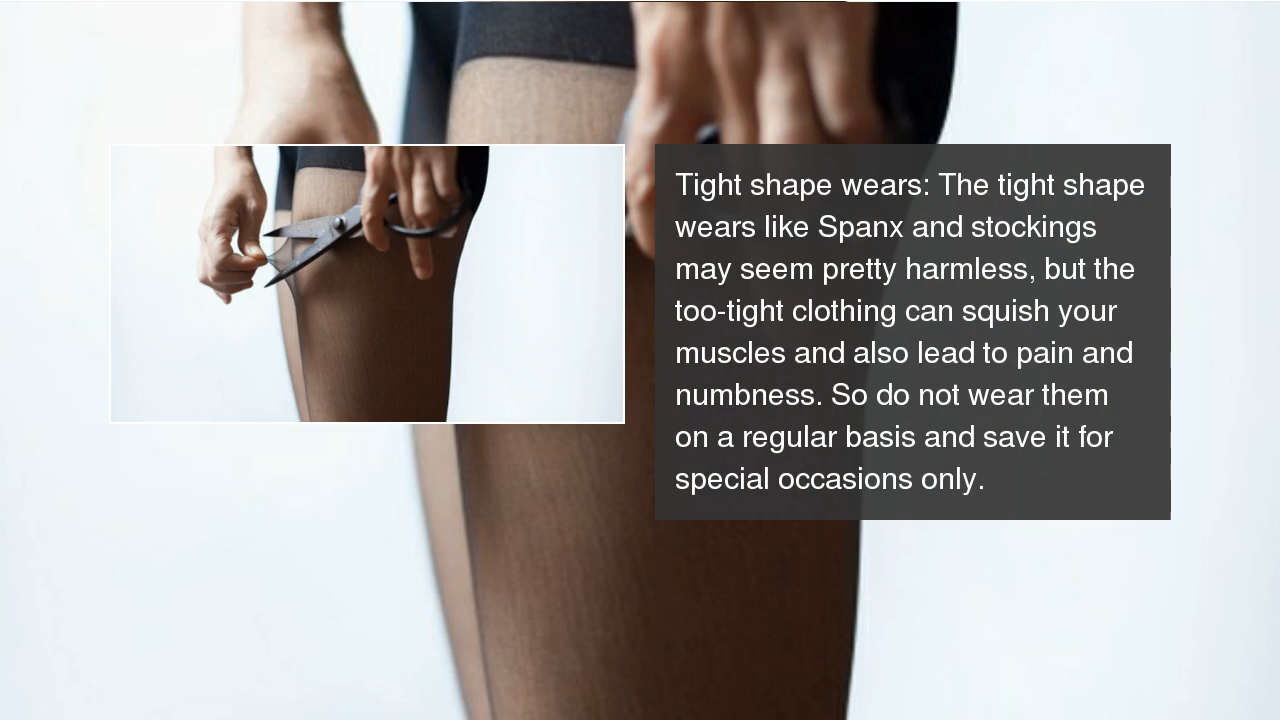 Tight shape wears: The tight shape
wears like Spanx and stockings
may seem pretty harmless, but the
too-tight clothing can squish your
muscles and also lead to pain and
numbness. So do not wear them
on a regular basis and save it for
special occasions only.